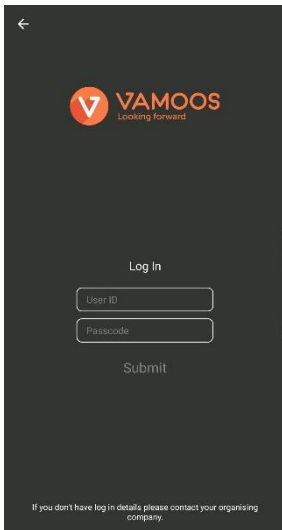 VAMOOS
Looking forward
Log In
User ID
Passcode
Submit
If you don't have log in details please contact your organising
company.